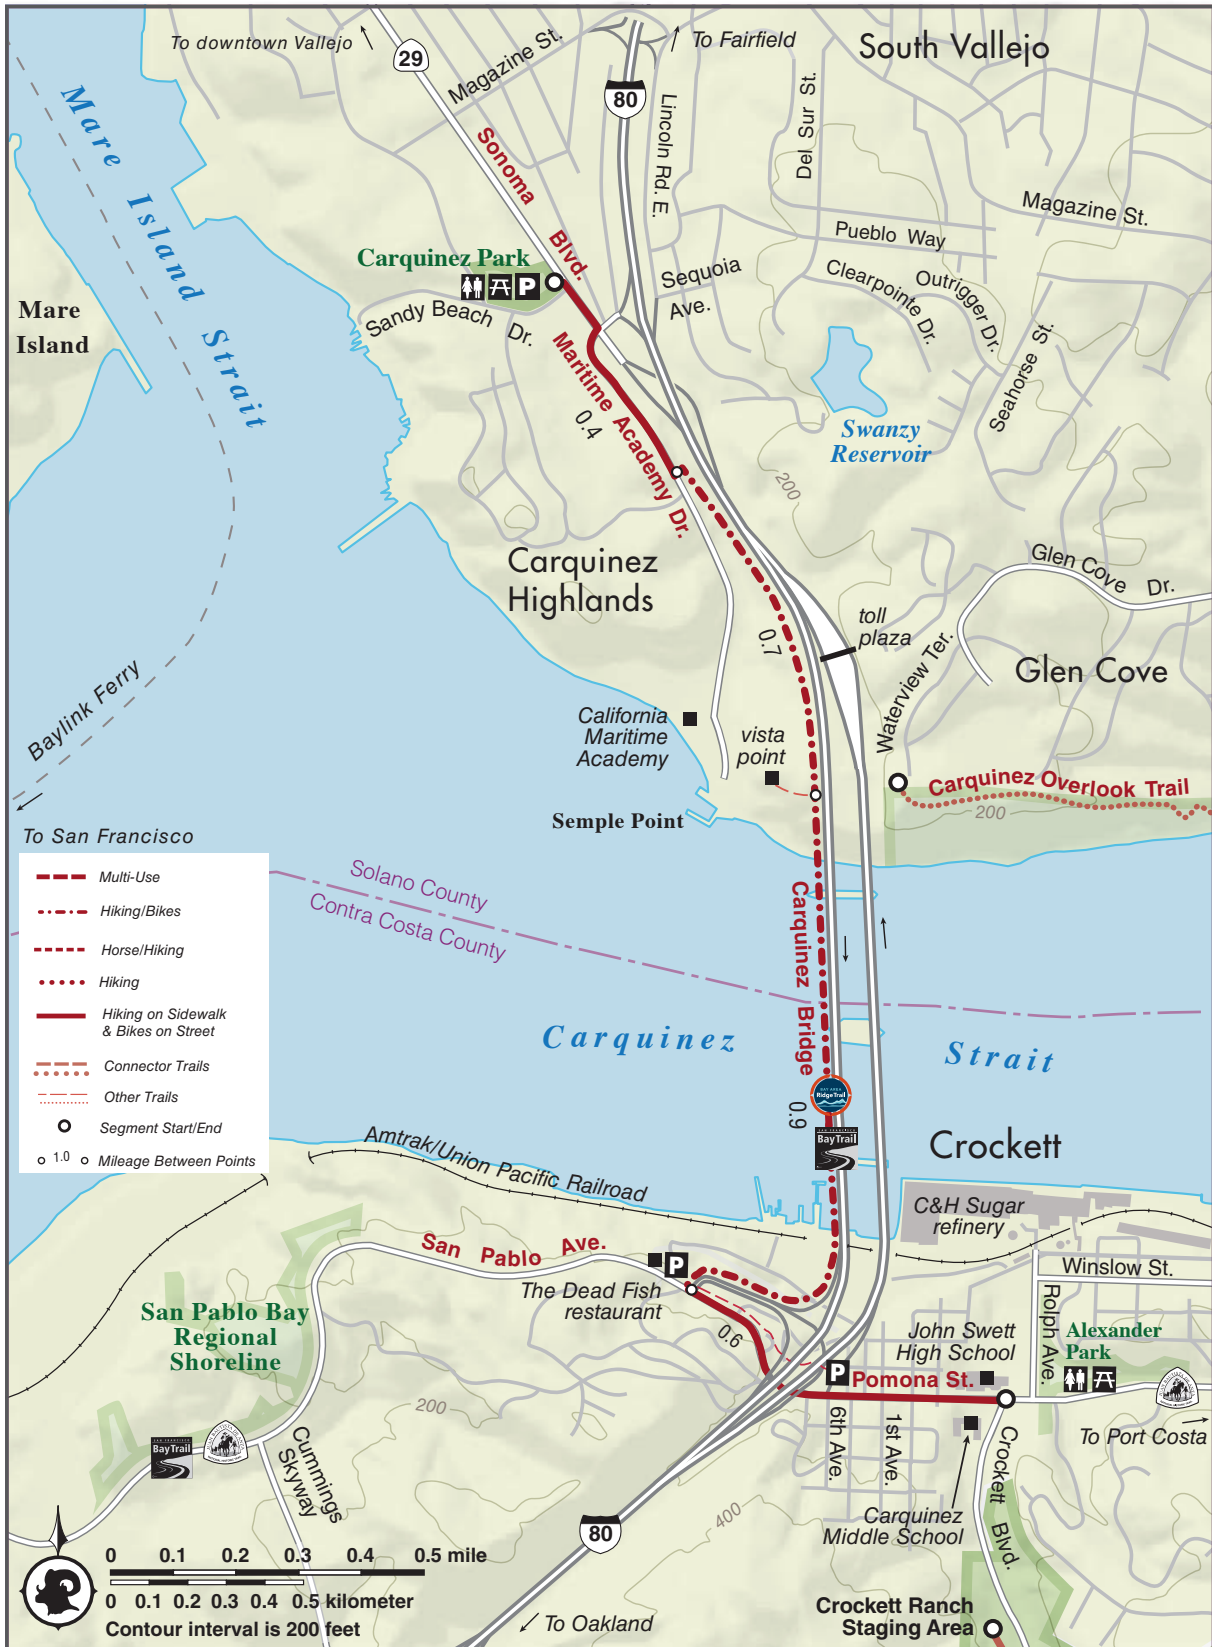 To downtown Vallejo
29
Magazine St.
80
To Fairfield
South Vallejo
Mare Island Strait
Sonoma Blvd.
Lincoln Rd. E.
Del Sur St.
Magazine St.
Pueblo Way
Carquinez Park
P
Sequoia
Ave.
Clearpointe Dr.
Outrigger Dr.
Seahorse St.
Mare
Island
Sandy Beach Dr.
Maritime Academy Dr.
0.4
Swanzy
Reservoir
200
Carquinez
Highlands
Glen Cove Dr.
toll
plaza
0.7
Waterview Ter.
Glen Cove
Baylink Ferry
California
Maritime
Academy
vista
point
Carquinez Overlook Trail
200
Semple Point
To San Francisco
Multi-Use
Hiking/Bikes
Horse/Hiking
Hiking
Hiking on Sidewalk
& Bikes on Street
Connector Trails
Other Trails
Segment Start/End
1.0
Mileage Between Points
Solano County
Contra Costa County
Carquinez Bridge
Carquinez Strait
BAY AREA
Ridge Trail
0.9
SAN FRANCISCO
BayTrail
Crockett
Amtrak/Union Pacific Railroad
C&H Sugar
refinery
San Pablo Ave.
P
Winslow St.
The Dead Fish
restaurant
Rolph Ave.
San Pablo Bay
Regional
Shoreline
0.6
John Swett
High School
Alexander
Park
P
Pomona St.
200
6th Ave.
1st Ave.
To Port Costa
SAN FRANCISCO
BayTrail
Cummings
Skyway
Crockett Blvd.
400
Carquinez
Middle School
80
0 0.1 0.2 0.3 0.4 0.5 mile
0 0.1 0.2 0.3 0.4 0.5 kilometer
Contour interval is 200 feet
To Oakland
Crockett Ranch
Staging Area